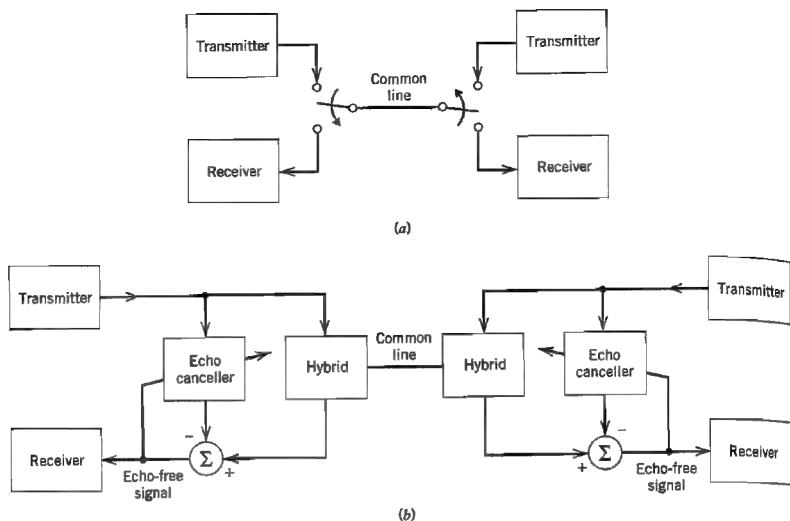 Transmitter
Transmitter
Common
line
Receiver
Receiver
(a)
Transmitter
Transmitter
Echo
canceller
Hybrid
Common
line
Hybrid
Echo
canceller
−
Σ
+
−
+
Σ
Receiver
Echo-free
signal
Echo-free
signal
Receiver
(b)